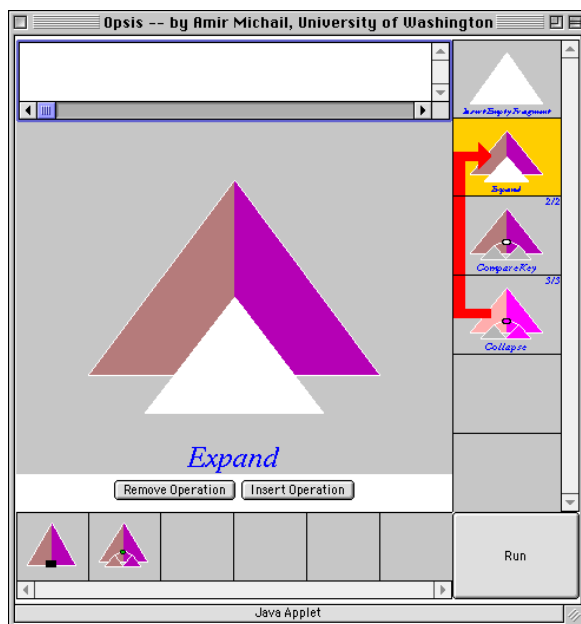 Opsis -- by Amir Michail, University of Washington
InsertEmptyFragment
Expand
2/2
CompareKey
3/3
Collapse
Expand
Remove Operation
Insert Operation
Run
Java Applet